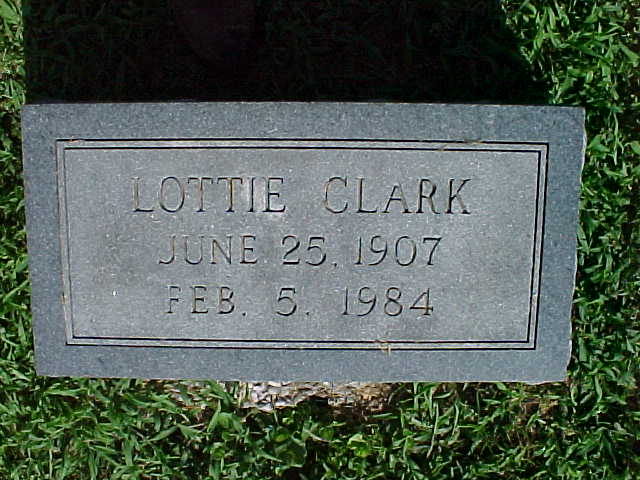 LOTTIE CLARK
JUNE 25, 1907
FEB. 5, 1984